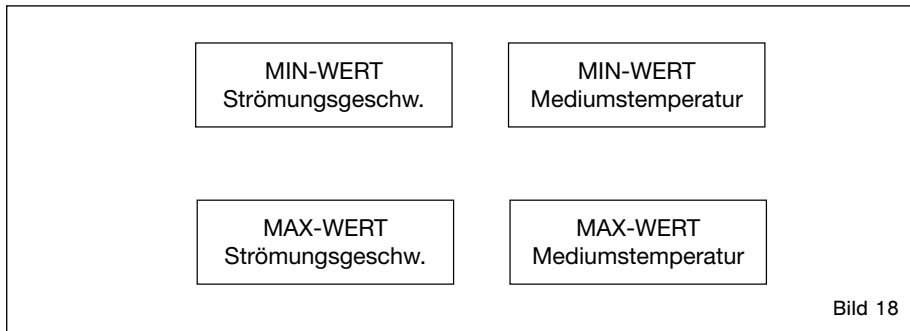 MIN-WERT
Strömungsgeschw.
MIN-WERT
Mediumstemperatur
MAX-WERT
Strömungsgeschw.
MAX-WERT
Mediumstemperatur
Bild 18